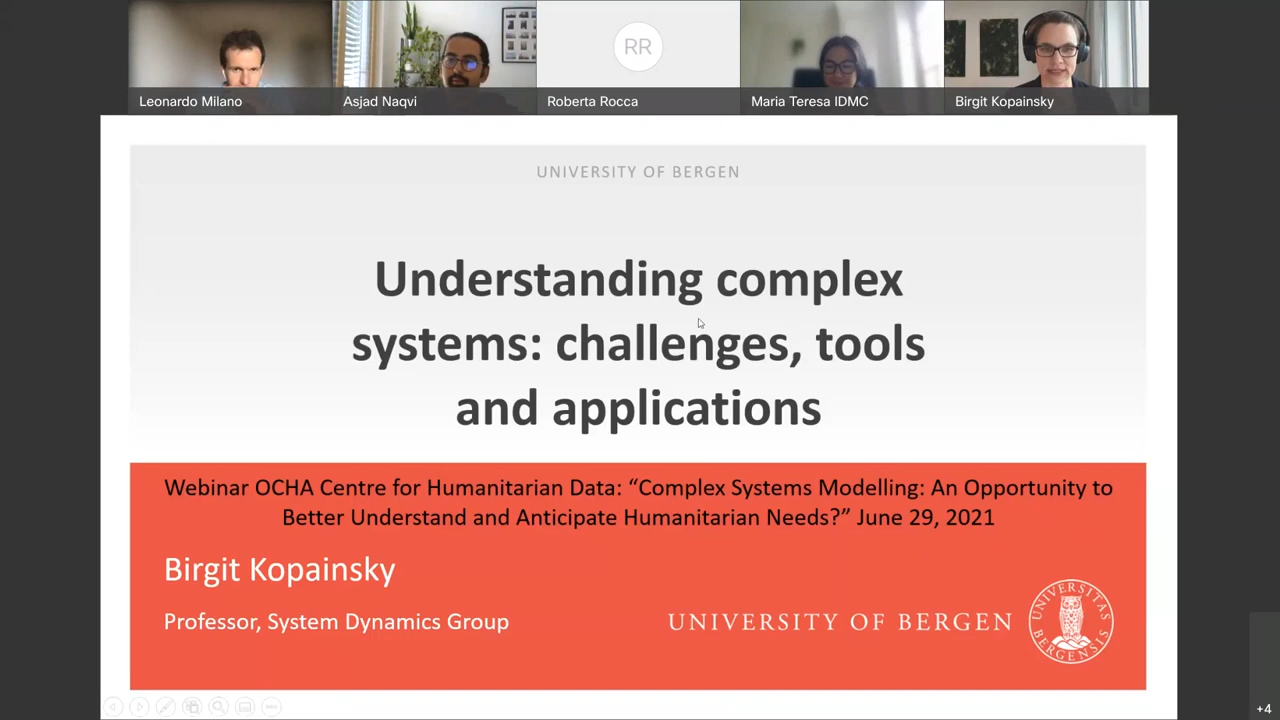 RR
Leonardo Milano
Asjad Naqvi
Roberta Rocca
Maria Teresa IDMC
Birgit Kopainsky
UNIVERSITY OF BERGEN
Understanding complex
systems: challenges, tools
and applications
Webinar OCHA Centre for Humanitarian Data: “Complex Systems Modelling: An Opportunity to
Better Understand and Anticipate Humanitarian Needs?” June 29, 2021
Birgit Kopainsky
Professor, System Dynamics Group
UNIVERSITY OF BERGEN
UNIVERSITAS
BERGENSIS
+4